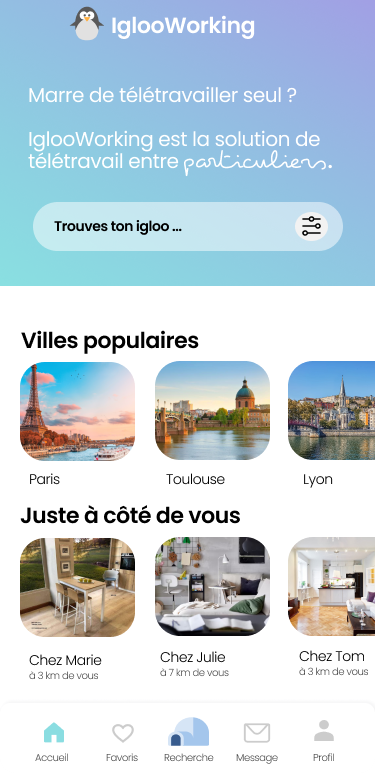 IglooWorking
Marre de télétravailler seul ?
IglooWorking est la solution de
télétravail entre particuliers.
Trouves ton igloo ...
Villes populaires
Paris Toulouse Lyon
Juste à côté de vous
Chez Marie Chez Julie Chez Tom
à 3 km de vous à 7 km de vous à 3 km de vous
Accueil Favoris Recherche Message Profil